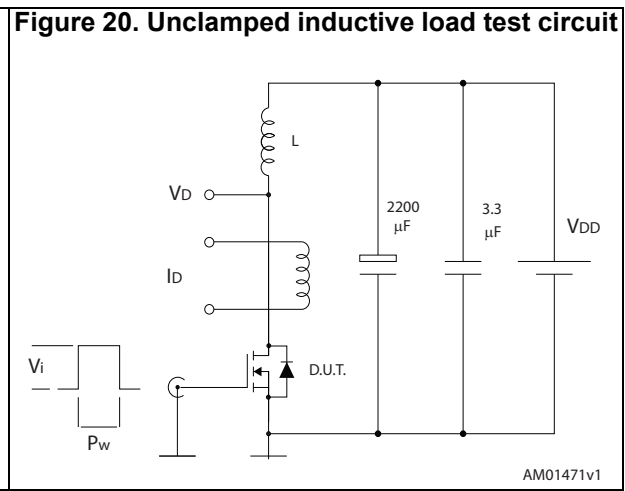 Figure 20. Unclamped inductive load test circuit
L
VD
2200
μF
3.3
μF
VDD
ID
Vi
D.U.T.
Pw
AM01471v1